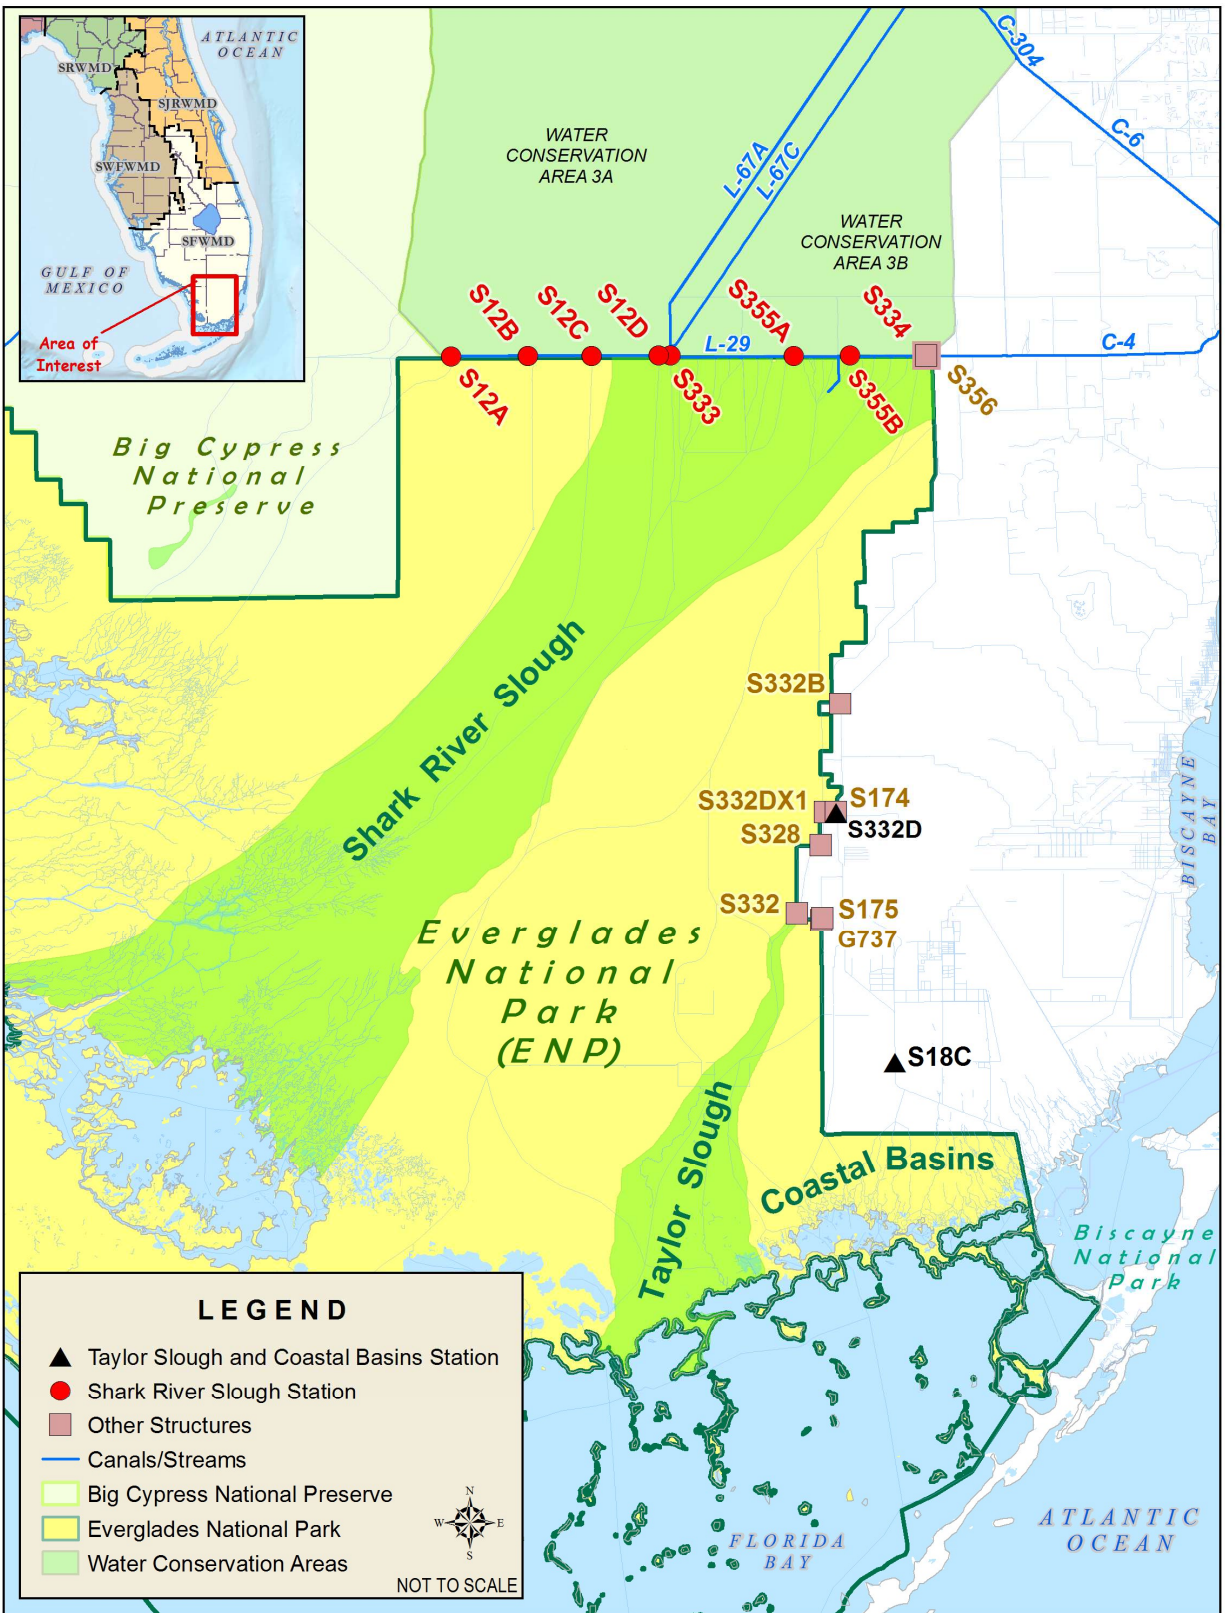 ATLANTIC
OCEAN
SRWMD
SJRWMD
SWFWMD
SFWMD
GULF OF
MEXICO
Area of
Interest
C-304
C-6
WATER
CONSERVATION
AREA 3A
L-67A
L-67C
WATER
CONSERVATION
AREA 3B
S12B
S12C
S12D
S355A
S334
L-29
C-4
S12A
S333
S355B
S356
Big Cypress
National
Preserve
Shark River Slough
S332B
BISCAYNE
BAY
S332DX1
S174
S332D
S328
S332
S175
G737
Everglades
National
Park
(ENP)
S18C
Taylor Slough
Coastal Basins
Biscayne
National
Park
LEGEND
Taylor Slough and Coastal Basins Station
Shark River Slough Station
Other Structures
Canals/Streams
Big Cypress National Preserve
Everglades National Park
Water Conservation Areas
N
W
E
S
NOT TO SCALE
FLORIDA
BAY
ATLANTIC
OCEAN